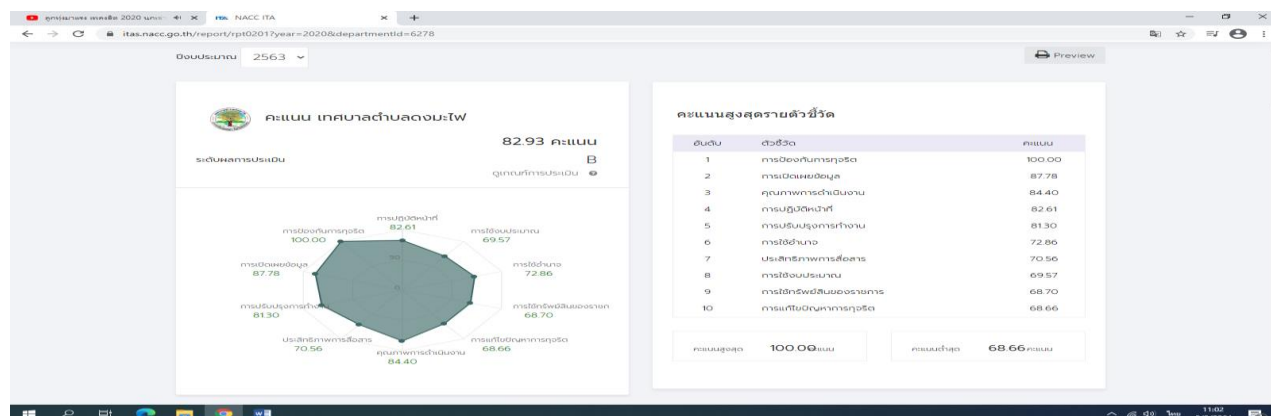 NACC ITA
itas.nacc.go.th/report/rpt0201?year=2020&departmentId=6278
ปีงบประมาณ 2563
Preview
คะแนน เทศบาลตำบลดงมะไฟ
82.93 คะแนน
ระดับผลการประเมิน B
ดูเกณฑ์การประเมิน
การปฏิบัติหน้าที่
82.61
การป้องกันการทุจริต
100.00
การใช้งบประมาณ
69.57
การเปิดเผยข้อมูล
87.78
การใช้อำนาจ
72.86
การปรับปรุงการทำงาน
81.30
การใช้ทรัพย์สินของราชก
68.70
ประสิทธิภาพการสื่อสาร
70.56
การแก้ไขปัญหาการทุจริต
68.66
คุณภาพการดำเนินงาน
84.40
คะแนนสูงสุดรายตัวชี้วัด
อันดับ ตัวชี้วัด คะแนน
1 การป้องกันการทุจริต 100.00
2 การเปิดเผยข้อมูล 87.78
3 คุณภาพการดำเนินงาน 84.40
4 การปฏิบัติหน้าที่ 82.61
5 การปรับปรุงการทำงาน 81.30
6 การใช้อำนาจ 72.86
7 ประสิทธิภาพการสื่อสาร 70.56
8 การใช้งบประมาณ 69.57
9 การใช้ทรัพย์สินของราชการ 68.70
10 การแก้ไขปัญหาการทุจริต 68.66
คะแนนสูงสุด 100.00 คะแนน
คะแนนต่ำสุด 68.66 คะแนน
ไทย 11:02